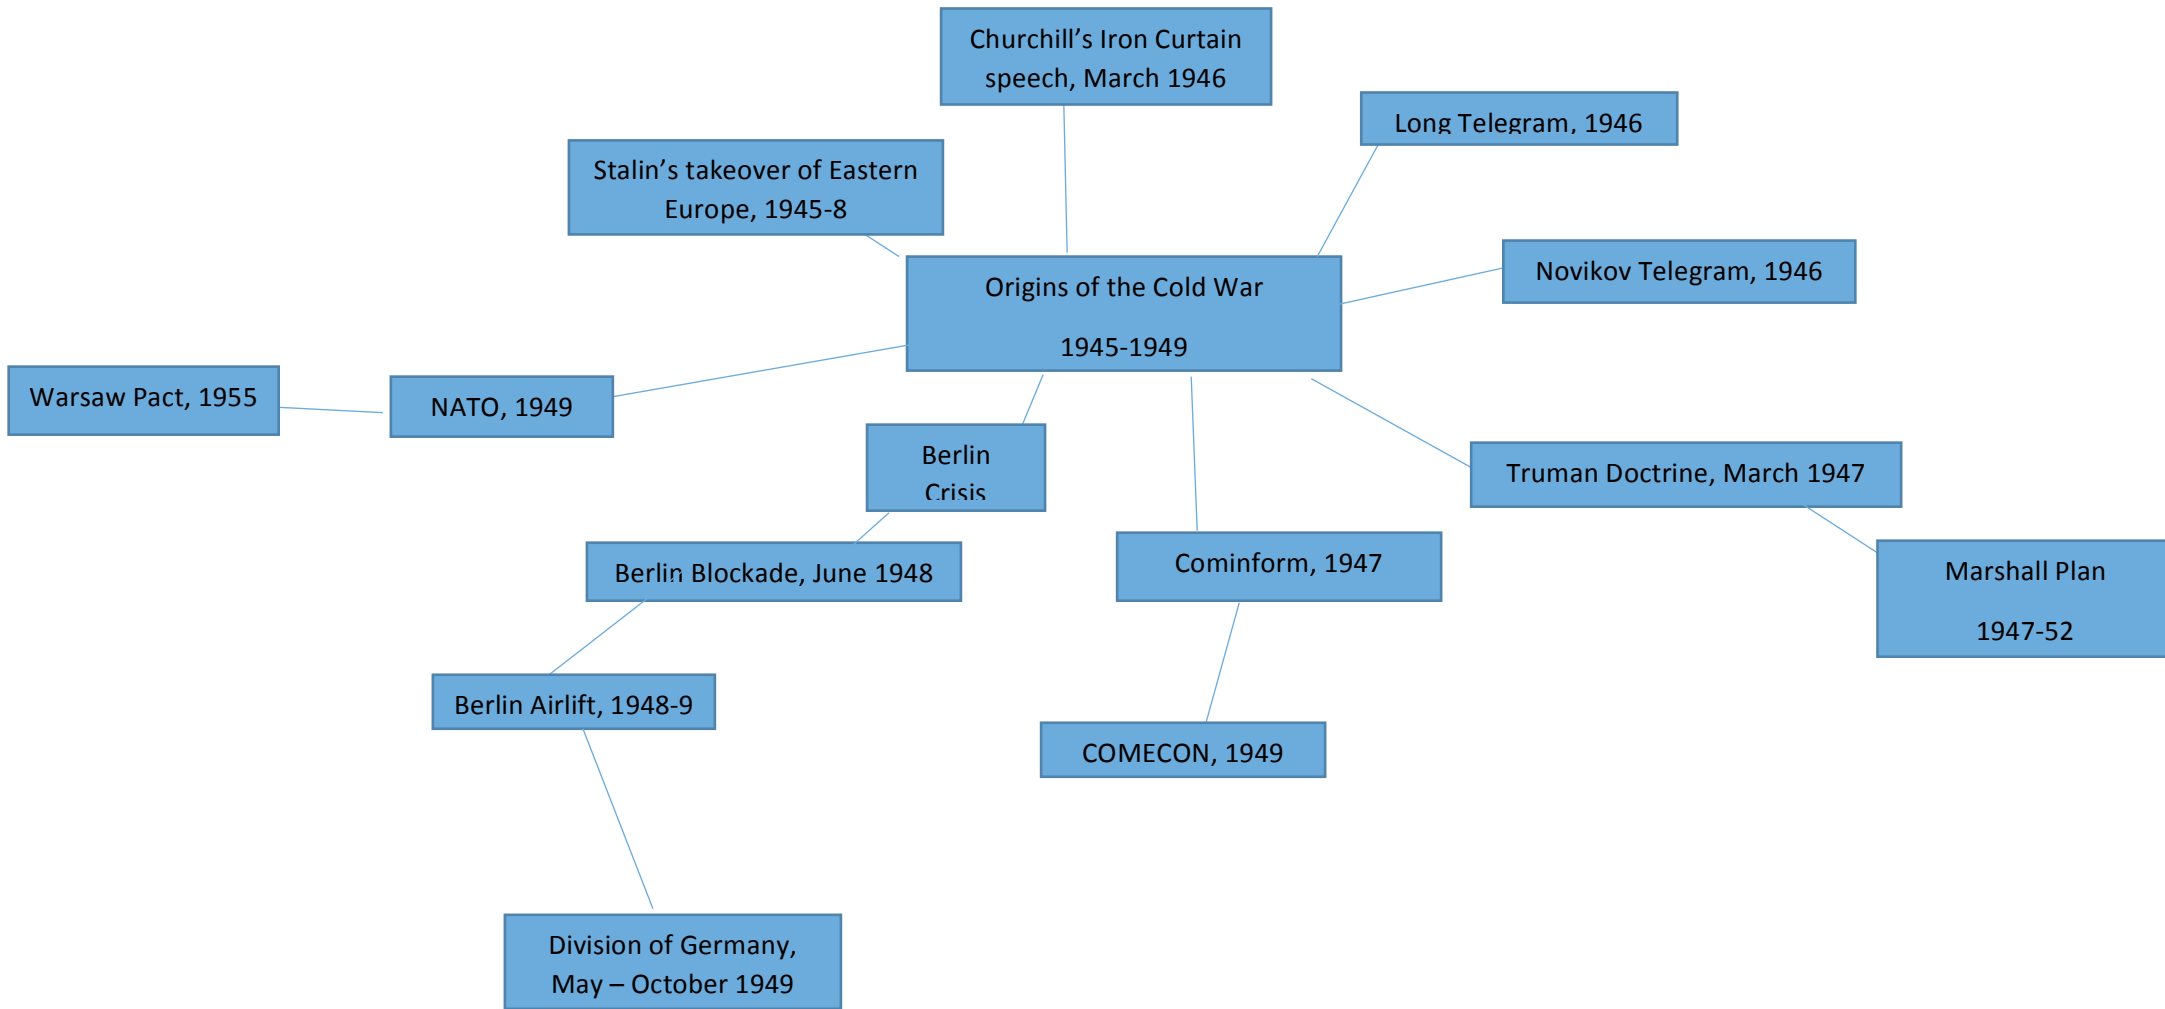 Churchill’s Iron Curtain
speech, March 1946
Long Telegram, 1946
Stalin’s takeover of Eastern
Europe, 1945-8
Novikov Telegram, 1946
Origins of the Cold War
1945-1949
Warsaw Pact, 1955
NATO, 1949
Berlin
Crisis
Truman Doctrine, March 1947
Berlin Blockade, June 1948
Cominform, 1947
Marshall Plan
1947-52
Berlin Airlift, 1948-9
COMECON, 1949
Division of Germany,
May – October 1949